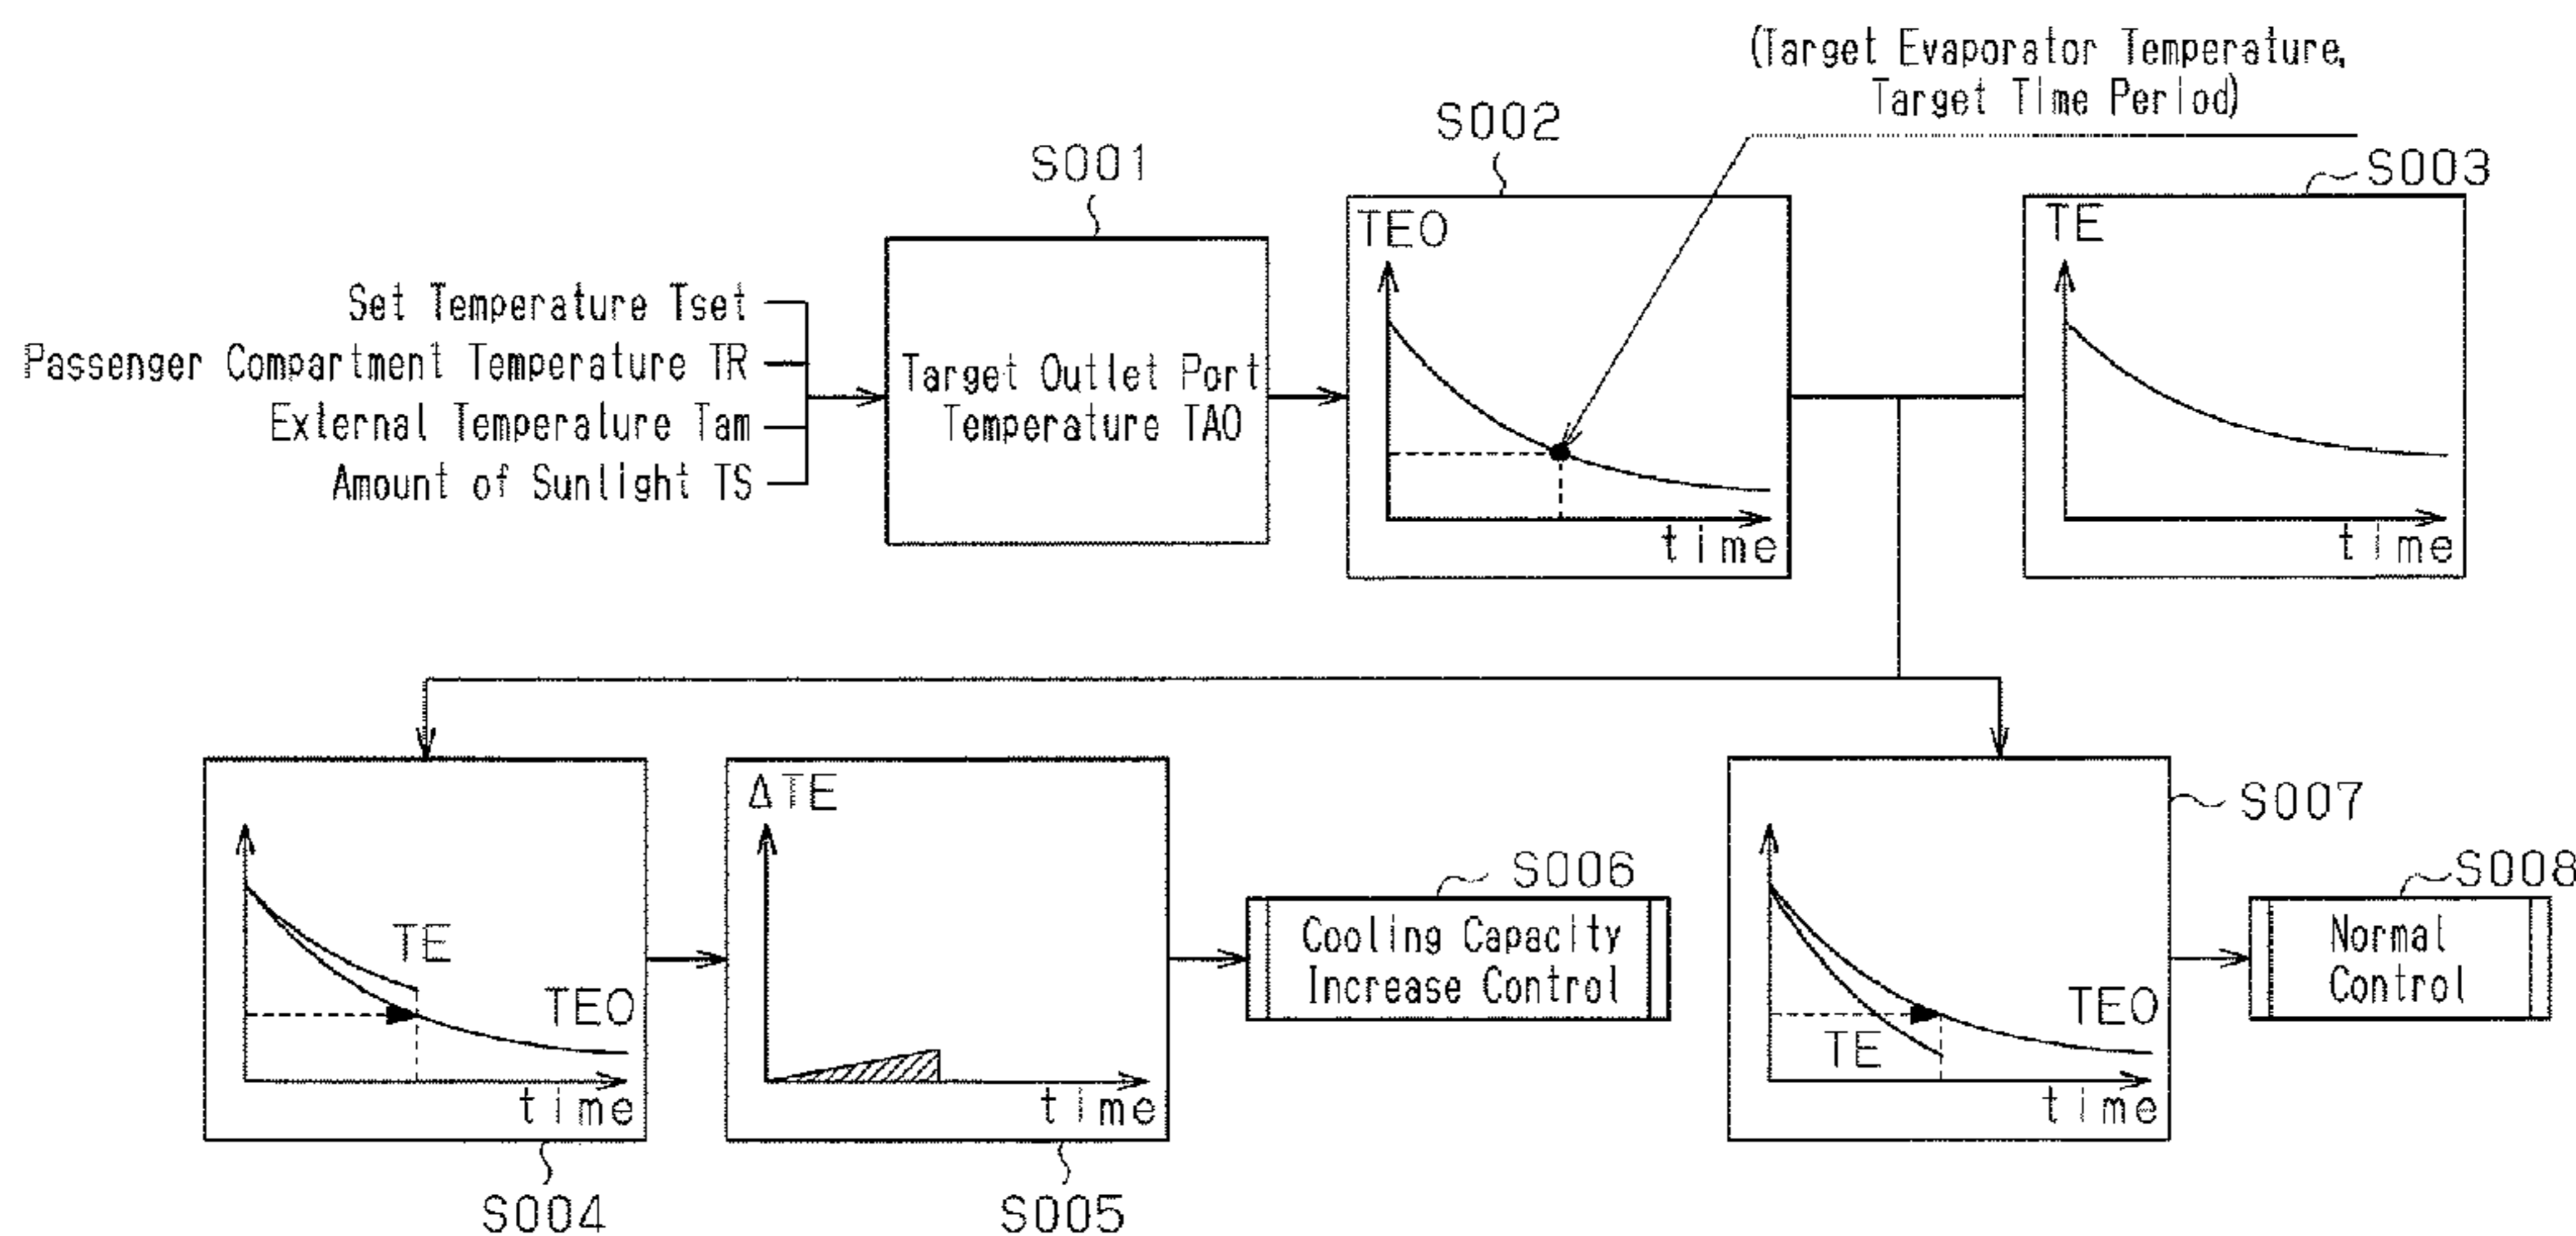 (Target Evaporator Temperature,
Target Time Period)
S001
S002
S003
Set Temperature Tset
Passenger Compartment Temperature TR
External Temperature Tam
Amount of Sunlight TS
Target Outlet Port
Temperature TAO
TEO
time
TE
time
TE
TEO
time
S004
ΔTE
time
S005
S006
Cooling Capacity
Increase Control
S007
TEO
TE
time
S008
Normal
Control